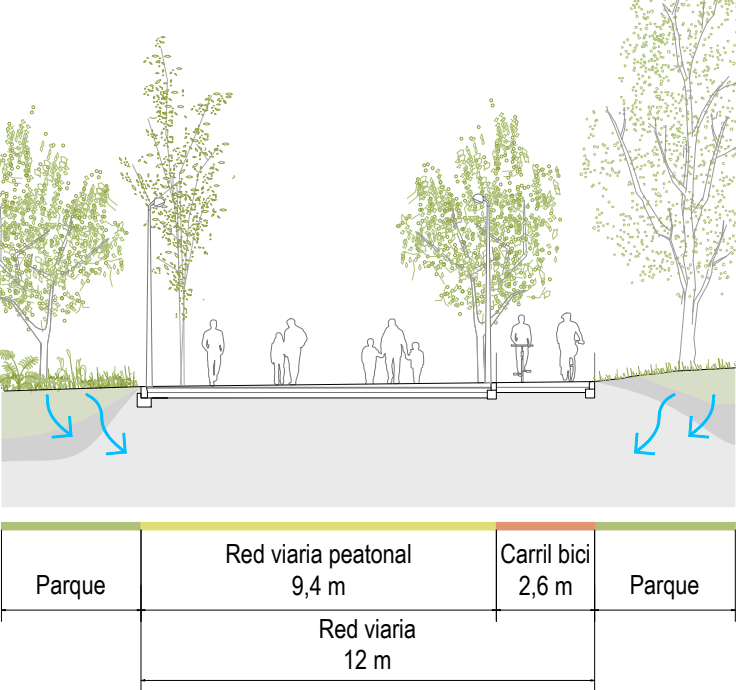 Parque
Red viaria peatonal
9,4 m
Carril bici
2,6 m
Parque
Red viaria
12 m